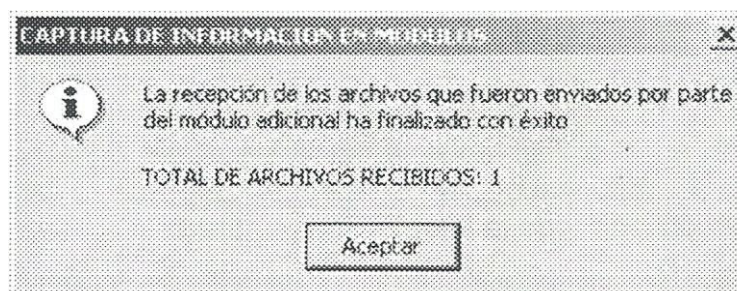 CAPTURA DE INFORMACION EN MODULOS
La recepción de los archivos que fueron enviados por parte
del módulo adicional ha finalizado con éxito
TOTAL DE ARCHIVOS RECIBIDOS: 1
Aceptar